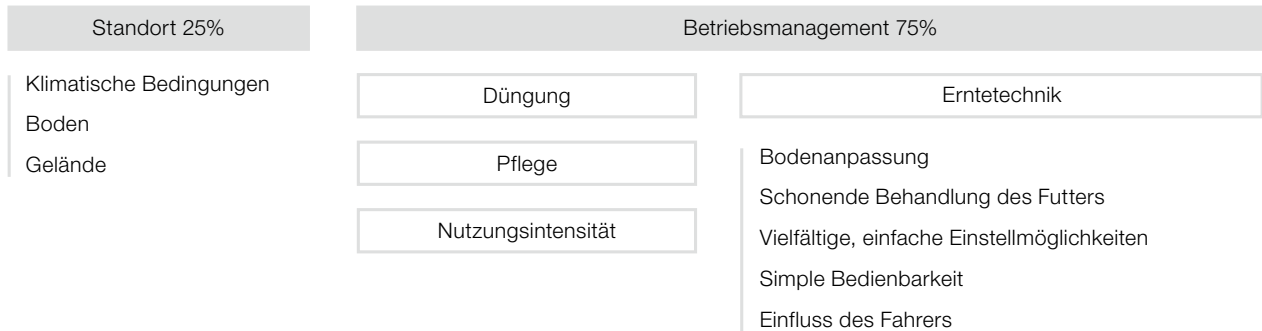 Standort 25%
Klimatische Bedingungen
Boden
Gelände
Betriebsmanagement 75%
Düngung
Pflege
Nutzungsintensität
Erntetechnik
Bodenanpassung
Schonende Behandlung des Futters
Vielfältige, einfache Einstellmöglichkeiten
Simple Bedienbarkeit
Einfluss des Fahrers